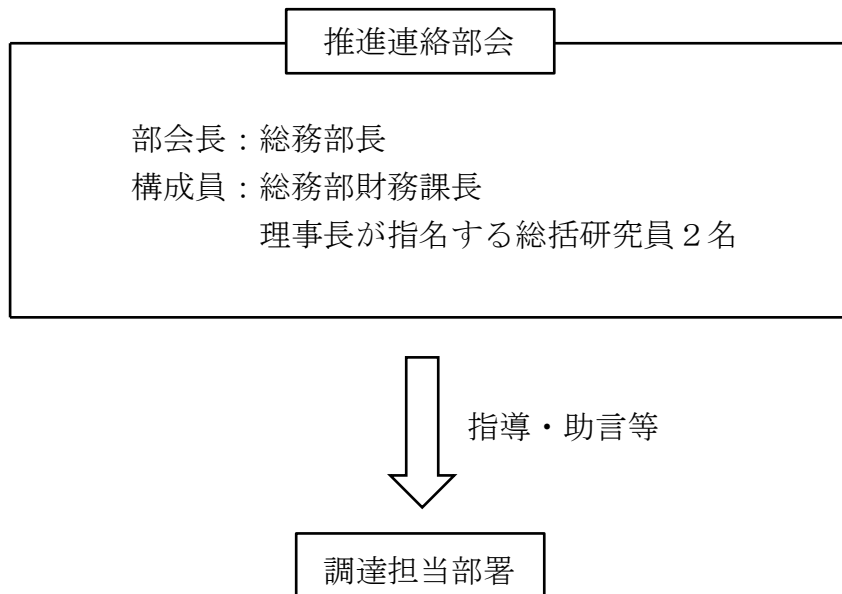 推進連絡部会
部会長：総務部長
構成員：総務部財務課長
理事長が指名する総括研究員２名
指導・助言等
調達担当部署